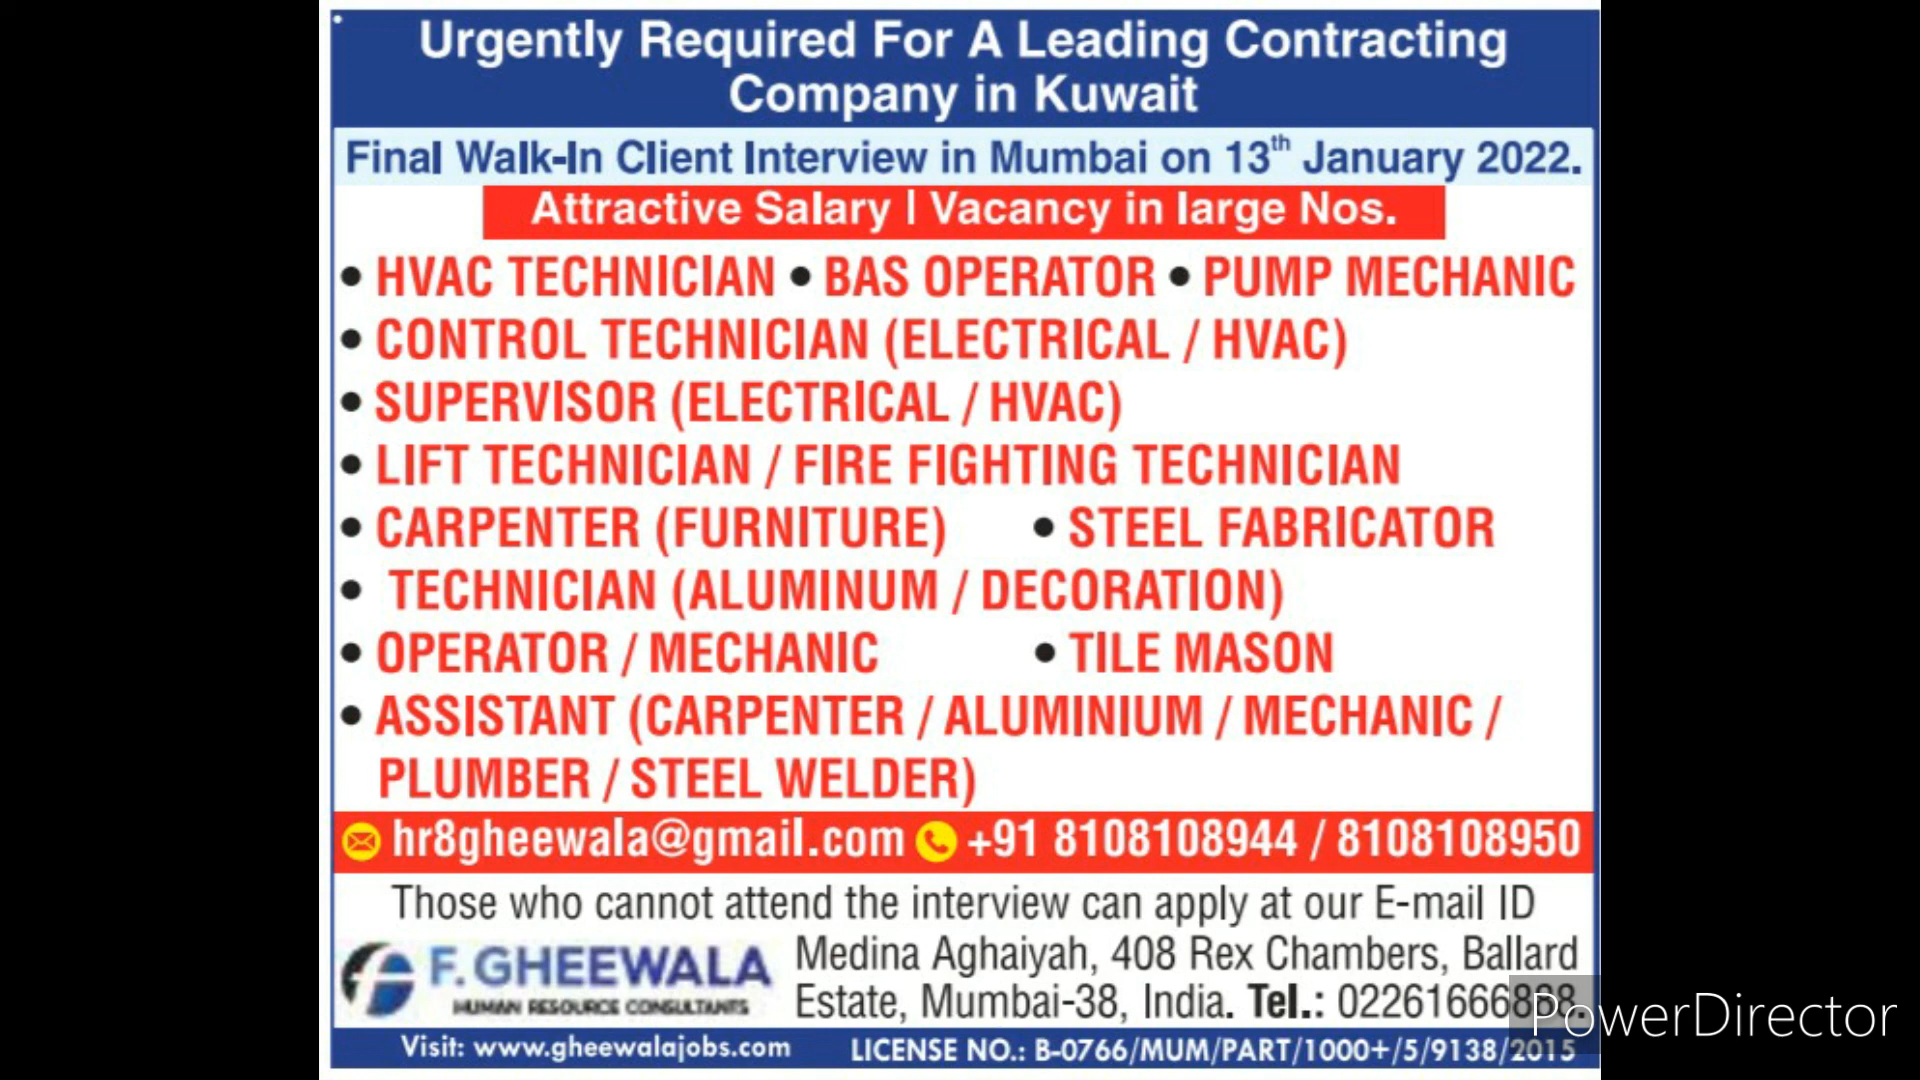 Urgently Required For A Leading Contracting
Company in Kuwait
Final Walk-In Client Interview in Mumbai on 13th January 2022.
Attractive Salary | Vacancy in large Nos.
• HVAC TECHNICIAN • BAS OPERATOR • PUMP MECHANIC
• CONTROL TECHNICIAN (ELECTRICAL / HVAC)
• SUPERVISOR (ELECTRICAL / HVAC)
• LIFT TECHNICIAN / FIRE FIGHTING TECHNICIAN
• CARPENTER (FURNITURE) • STEEL FABRICATOR
• TECHNICIAN (ALUMINUM / DECORATION)
• OPERATOR / MECHANIC • TILE MASON
• ASSISTANT (CARPENTER / ALUMINIUM / MECHANIC /
PLUMBER / STEEL WELDER)
hr8gheewala@gmail.com +91 8108108944 / 8108108950
Those who cannot attend the interview can apply at our E-mail ID
F.GHEEWALA
HUMAN RESOURCE CONSULTANTS
Medina Aghaiyah, 408 Rex Chambers, Ballard
Estate, Mumbai-38, India. Tel.: 02261666888.
Visit: www.gheewalajobs.com LICENSE NO.: B-0766/MUM/PART/1000+/5/9138/2015
PowerDirector